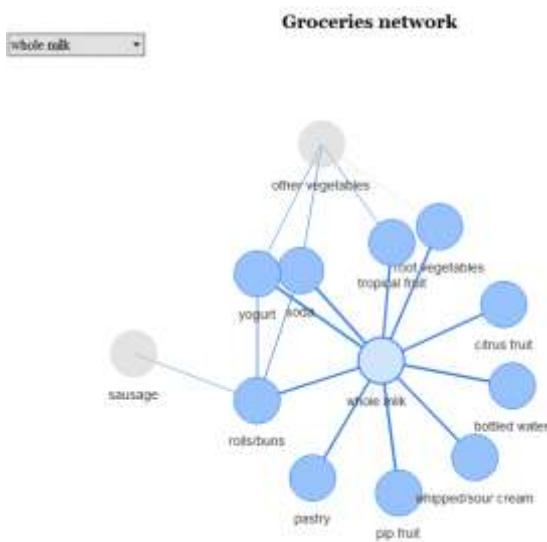 Groceries network
whole milk
other vegetables
root vegetables
tropical fruit
yogurt
soda
citrus fruit
sausage
whole milk
bottled water
rolls/buns
whipped/sour cream
pastry
pip fruit